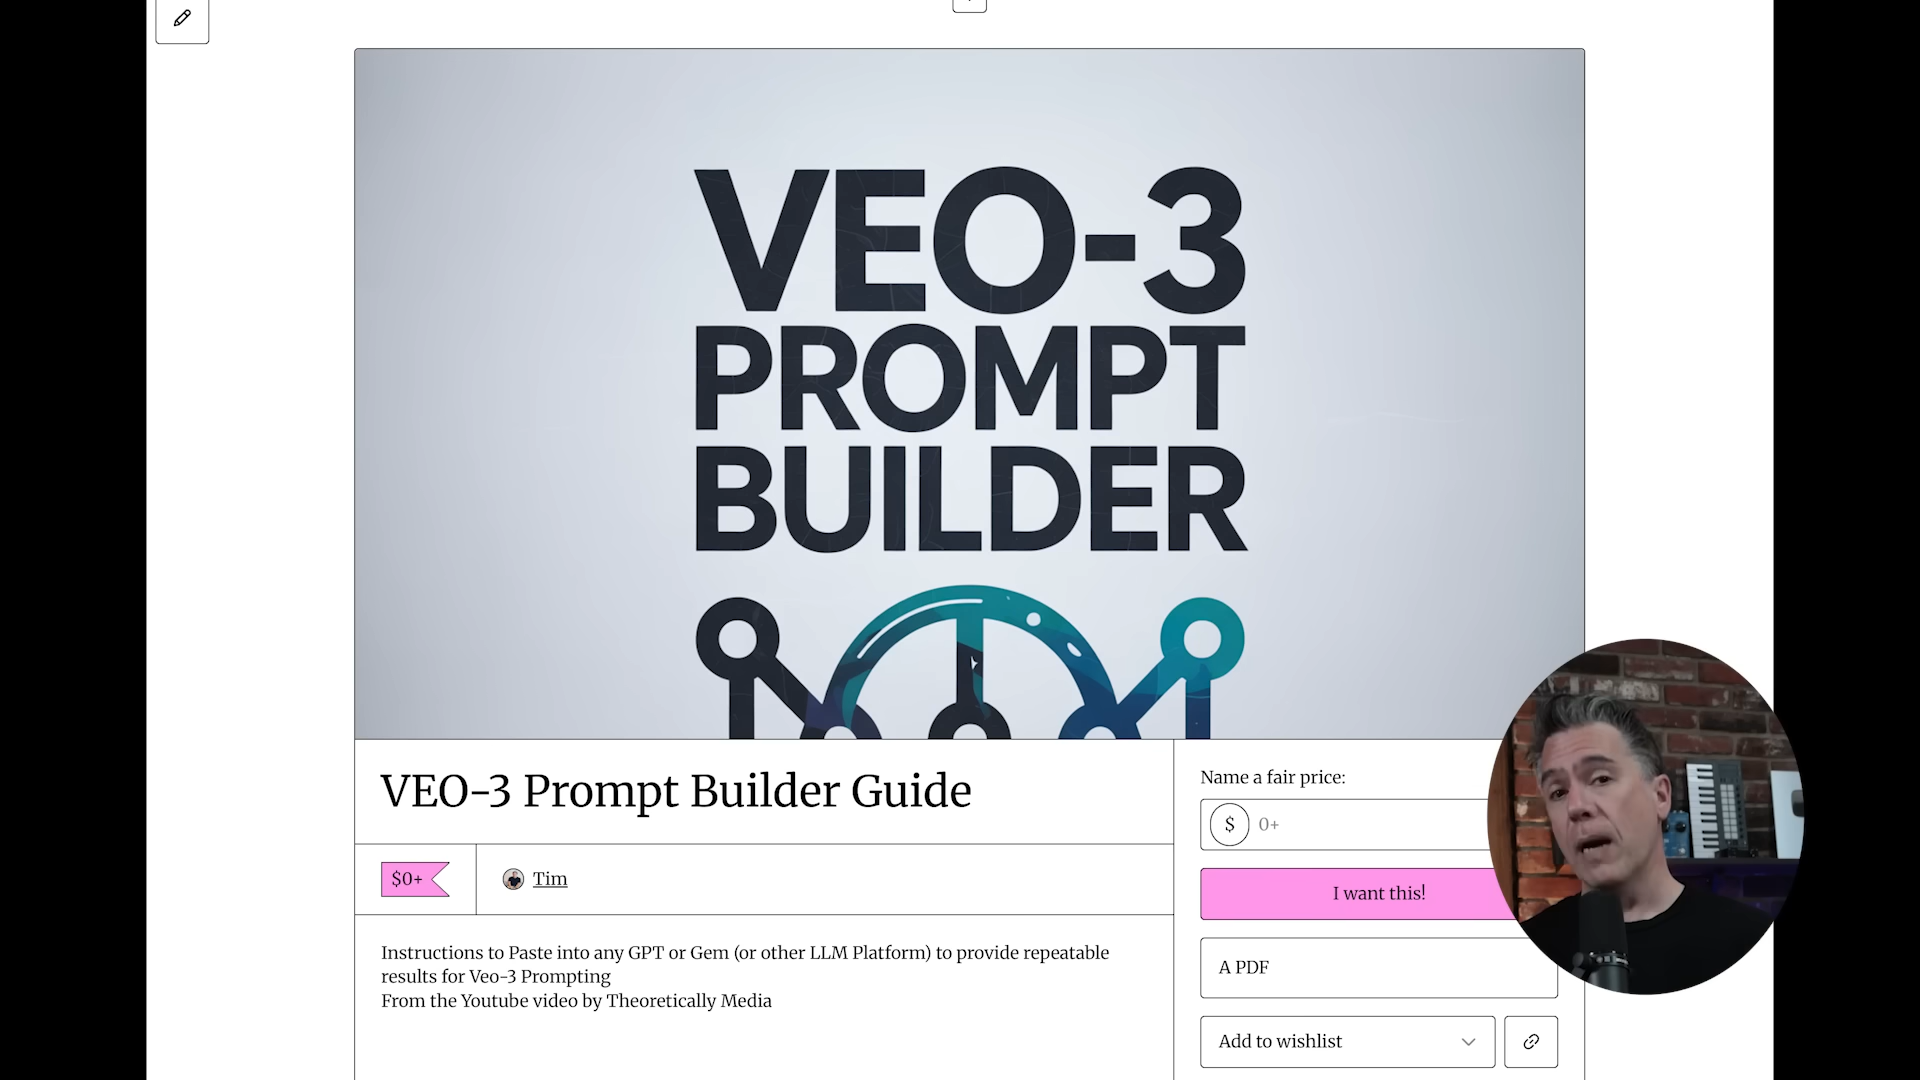 VEO-3
PROMPT
BUILDER
VEO-3 Prompt Builder Guide
$0+
Tim
Instructions to Paste into any GPT or Gem (or other LLM Platform) to provide repeatable
results for Veo-3 Prompting
From the Youtube video by Theoretically Media
Name a fair price:
$ 0+
I want this!
A PDF
Add to wishlist